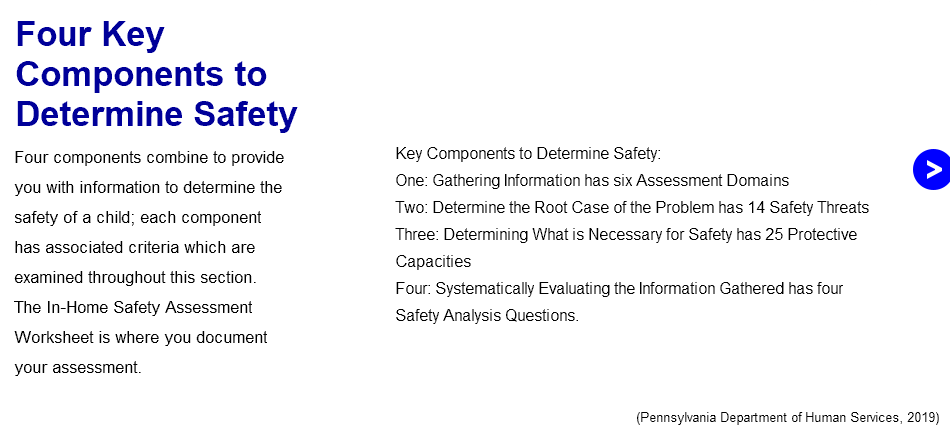 Four Key
Components to
Determine Safety
Four components combine to provide
you with information to determine the
safety of a child; each component
has associated criteria which are
examined throughout this section.
The In-Home Safety Assessment
Worksheet is where you document
your assessment.
Key Components to Determine Safety:
One: Gathering Information has six Assessment Domains
Two: Determine the Root Case of the Problem has 14 Safety Threats
Three: Determining What is Necessary for Safety has 25 Protective
Capacities
Four: Systematically Evaluating the Information Gathered has four
Safety Analysis Questions.
>
(Pennsylvania Department of Human Services, 2019)